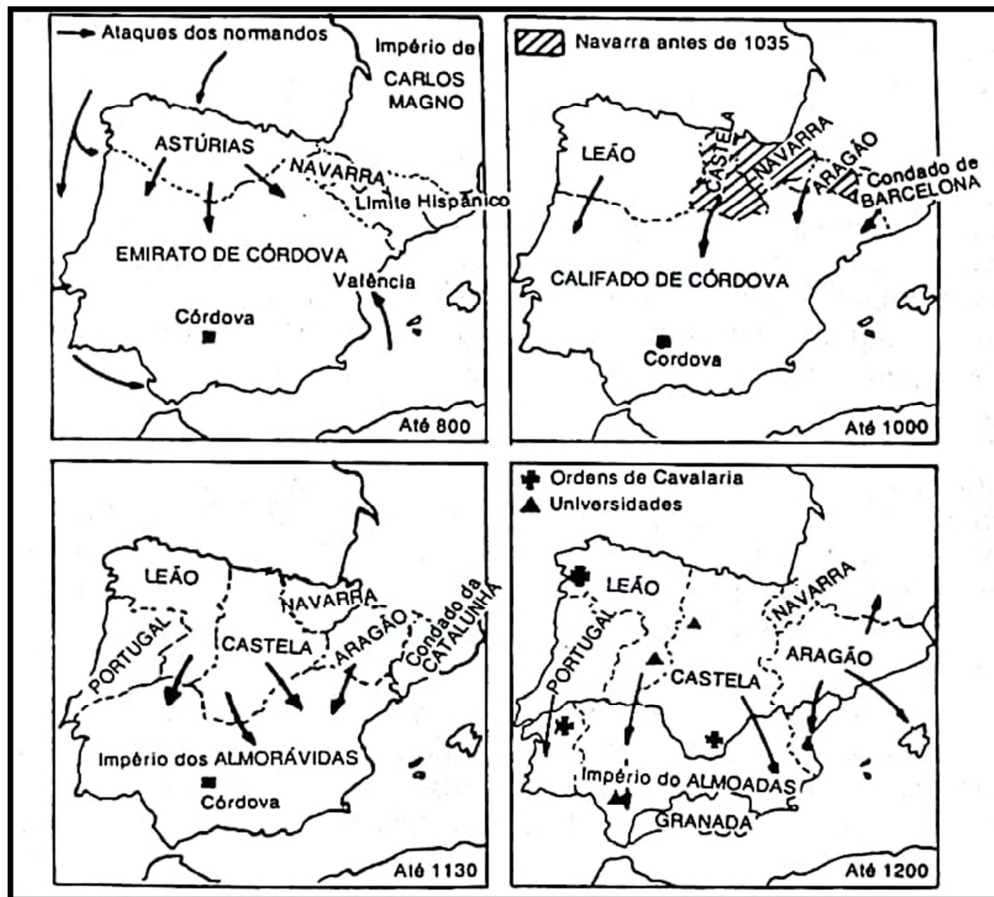 Ataques dos normandos
Império de
CARLOS
MAGNO
ASTÚRIAS
NAVARRA
Limite Hispânico
EMIRATO DE CÓRDOVA
Valência
Córdova
Até 800
Navarra antes de 1035
LEÃO
CASTELA
NAVARRA
ARAGÃO
Condado de
BARCELONA
CALIFADO DE CÓRDOVA
Cordova
Até 1000
LEÃO
NAVARRA
PORTUGAL
CASTELA
ARAGÃO
Condado da
CATALUNHA
Império dos ALMORÁVIDAS
Córdova
Até 1130
Ordens de Cavalaria
Universidades
LEÃO
NAVARRA
PORTUGAL
ARAGÃO
CASTELA
Império do ALMOADAS
GRANADA
Até 1200